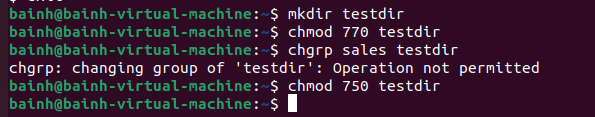 bainh@bainh-virtual-machine:~$ mkdir testdir
bainh@bainh-virtual-machine:~$ chmod 770 testdir
bainh@bainh-virtual-machine:~$ chgrp sales testdir
chgrp: changing group of 'testdir': Operation not permitted
bainh@bainh-virtual-machine:~$ chmod 750 testdir
bainh@bainh-virtual-machine:~$